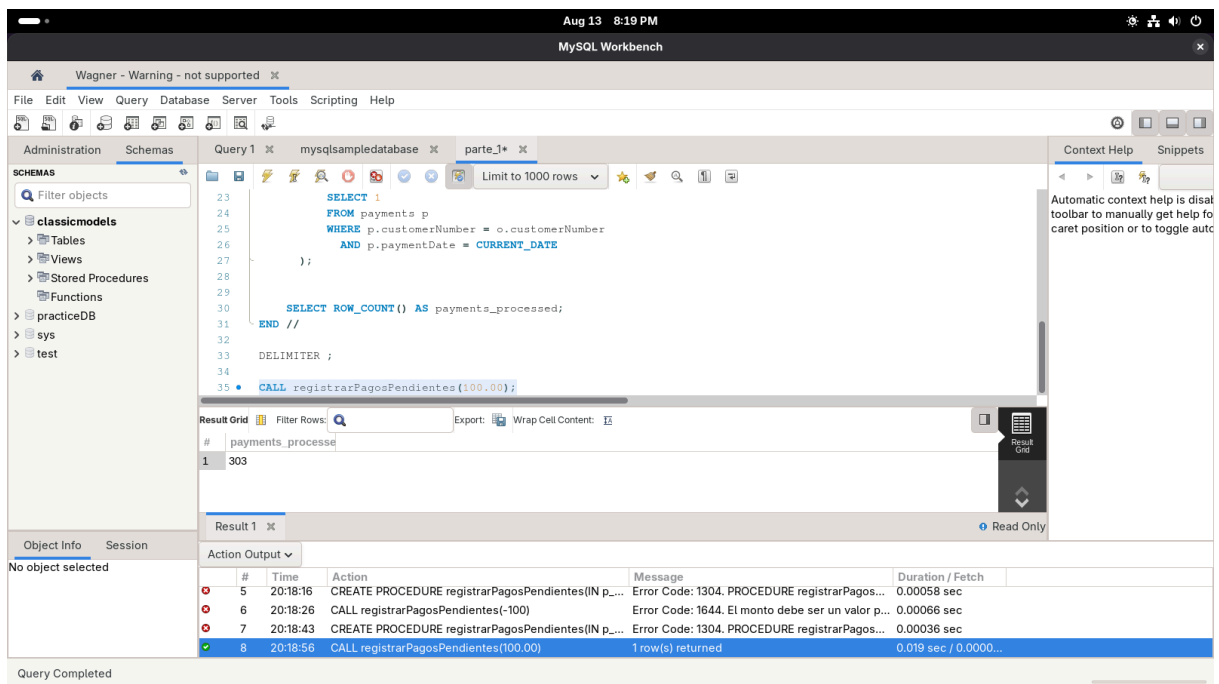 Aug 13 8:19 PM
MySQL Workbench
Wagner - Warning - not supported
File Edit View Query Database Server Tools Scripting Help
Administration Schemas
SCHEMAS
Filter objects
classicmodels
Tables
Views
Stored Procedures
Functions
practiceDB
sys
test
Query 1 mysqlsampledatabase parte_1*
Limit to 1000 rows
23 SELECT 1
24 FROM payments p
25 WHERE p.customerNumber = o.customerNumber
26 AND p.paymentDate = CURRENT_DATE
27 );
28
29
30 SELECT ROW_COUNT() AS payments_processed;
31 END //
32
33 DELIMITER ;
34
35 CALL registrarPagosPendientes(100.00);
Result Grid Filter Rows: Export: Wrap Cell Content:
# payments_processe
1 303
Result
Grid
Result 1
Read Only
Context Help Snippets
Automatic context help is disa
toolbar to manually get help fo
caret position or to toggle auto
Object Info Session
No object selected
Action Output
# Time Action Message Duration / Fetch
5 20:18:16 CREATE PROCEDURE registrarPagosPendientes(IN p_... Error Code: 1304. PROCEDURE registrarPagos... 0.00058 sec
6 20:18:26 CALL registrarPagosPendientes(-100) Error Code: 1644. El monto debe ser un valor p... 0.00066 sec
7 20:18:43 CREATE PROCEDURE registrarPagosPendientes(IN p_... Error Code: 1304. PROCEDURE registrarPagos... 0.00036 sec
8 20:18:56 CALL registrarPagosPendientes(100.00) 1 row(s) returned 0.019 sec / 0.0000...
Query Completed